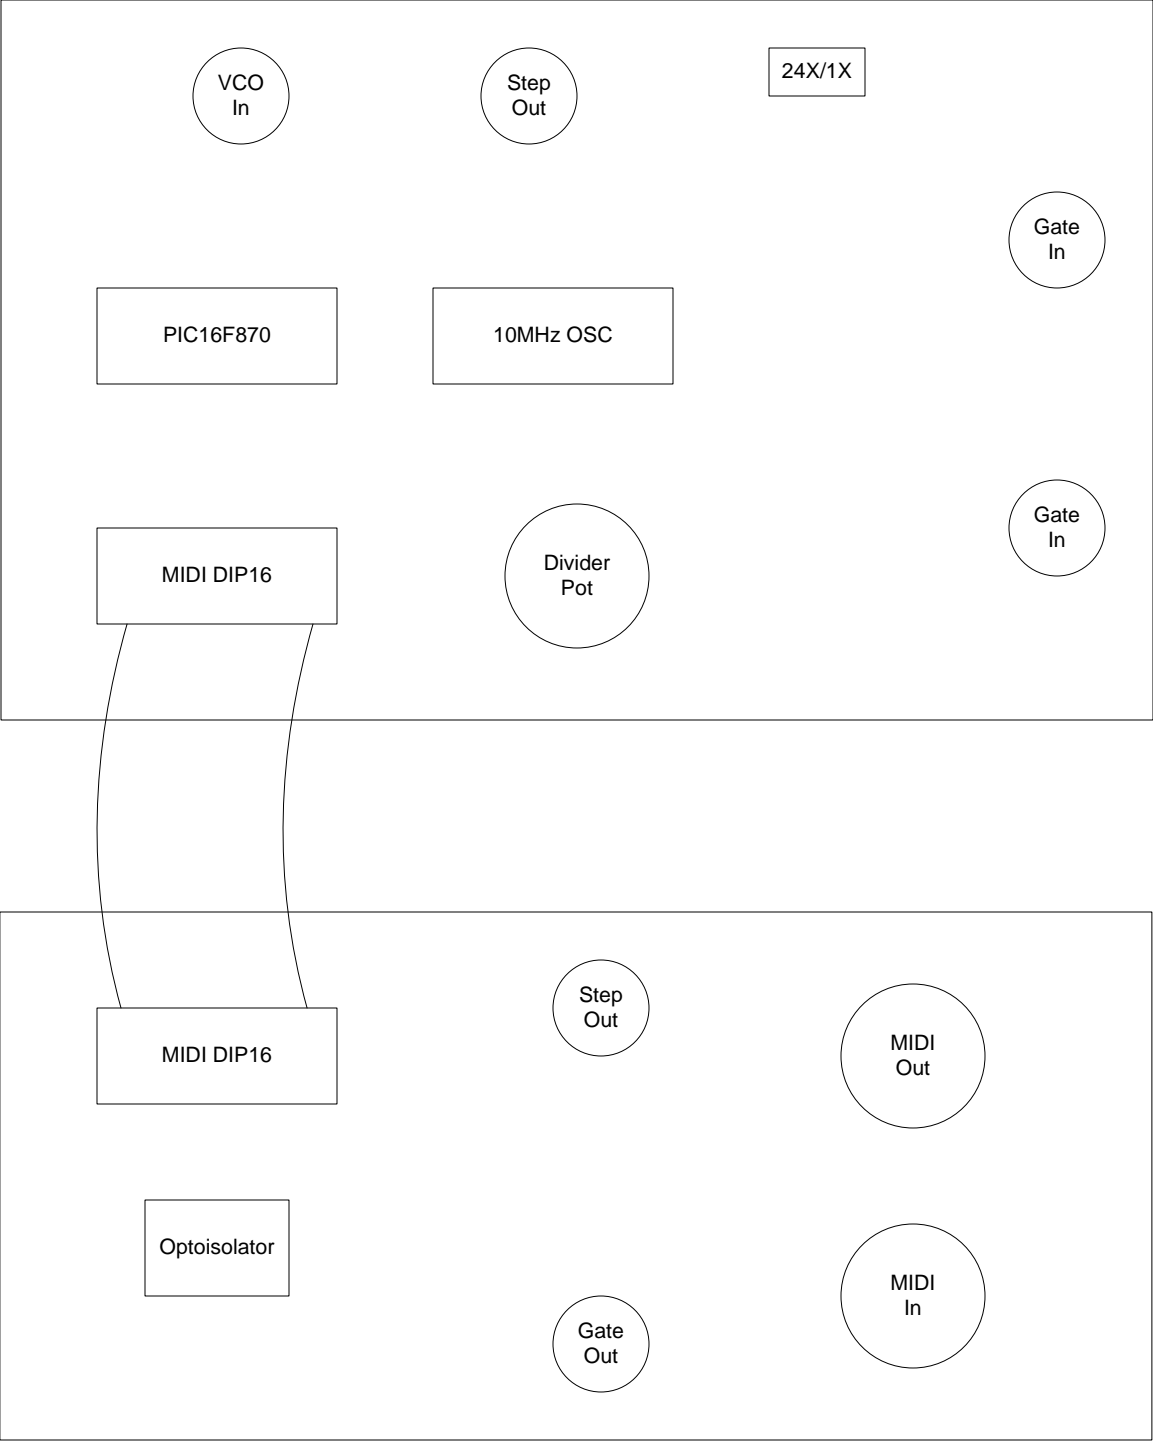 VCO
In
Step
Out
24X/1X
Gate
In
PIC16F870
10MHz OSC
Gate
In
MIDI DIP16
Divider
Pot
Step
Out
MIDI
Out
MIDI DIP16
Optoisolator
MIDI
In
Gate
Out